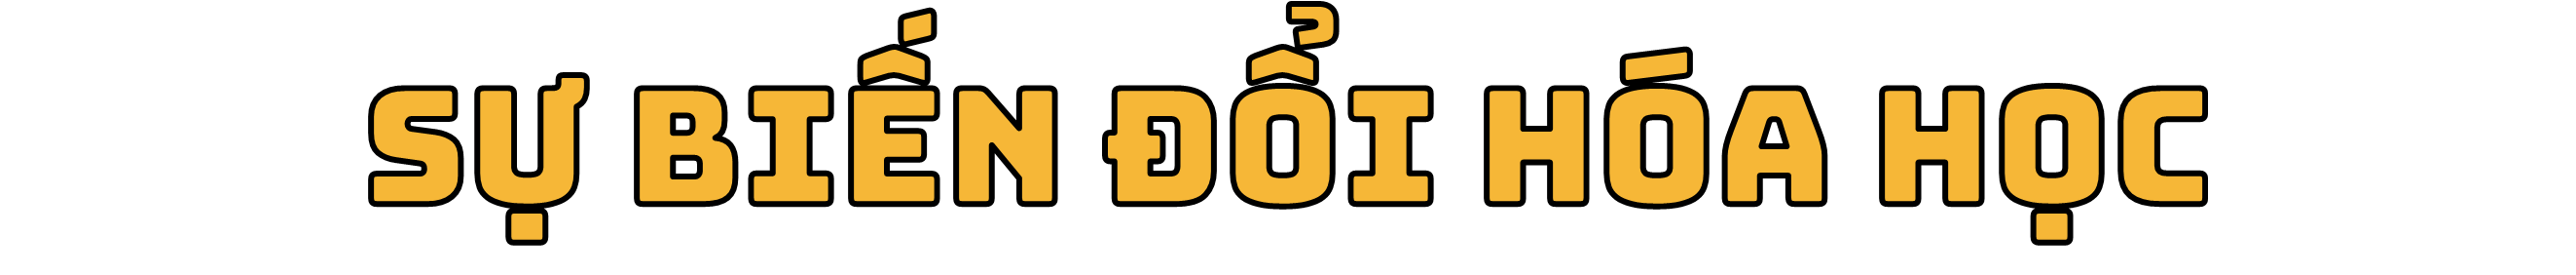 SỰ BIẾN ĐỔI HÓA HỌC